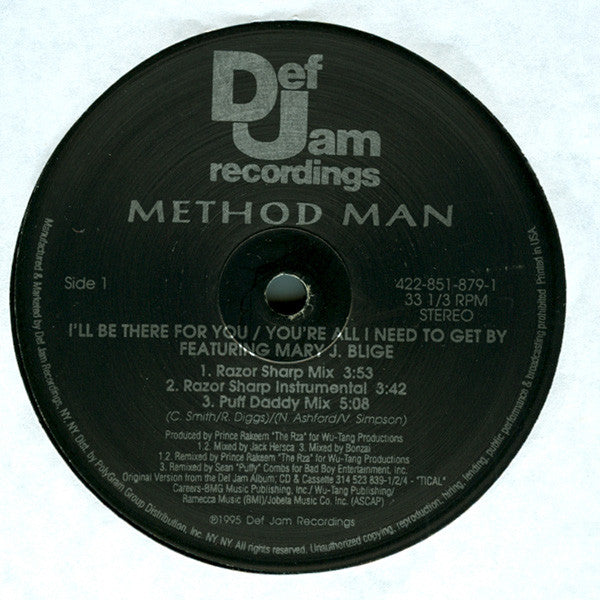 Def
Jam
recordings
METHOD MAN
Side 1
422-851-879-1
33 1/3 RPM
STEREO
I'LL BE THERE FOR YOU / YOU'RE ALL I NEED TO GET BY
FEATURING MARY J. BLIGE
1. Razor Sharp Mix 3:53
2. Razor Sharp Instrumental 3:42
3. Puff Daddy Mix 5:08
(C. Smith/R. Diggs)/(N. Ashford/V. Simpson)
Produced by Prince Rakeem "The Rza" for Wu-Tang Productions
1.2. Mixed by Jack Hersca 3. Mixed by Bonzai
1.2. Remixed by Prince Rakeem "The Rza" for Wu-Tang Productions
3. Remixed by Sean "Puffy" Combs for Bad Boy Entertainment, Inc.
Original Version from the Def Jam Album; CD & Cassette 314 523 839-1/2/4 - "TICAL"
Careers-BMG Music Publishing, Inc./ Wu-Tang Publishing/
Ramecca Music (BMI)/Jobete Music Co. Inc. (ASCAP)
℗1995 Def Jam Recordings
Manufactured & Marketed by Def Jam Recordings, NY, NY. Dist. by PolyGram Group Distribution, Inc. NY, NY. All rights reserved. Unauthorized copying, reproduction, hiring, lending, public performance & broadcasting prohibited. Printed in USA.